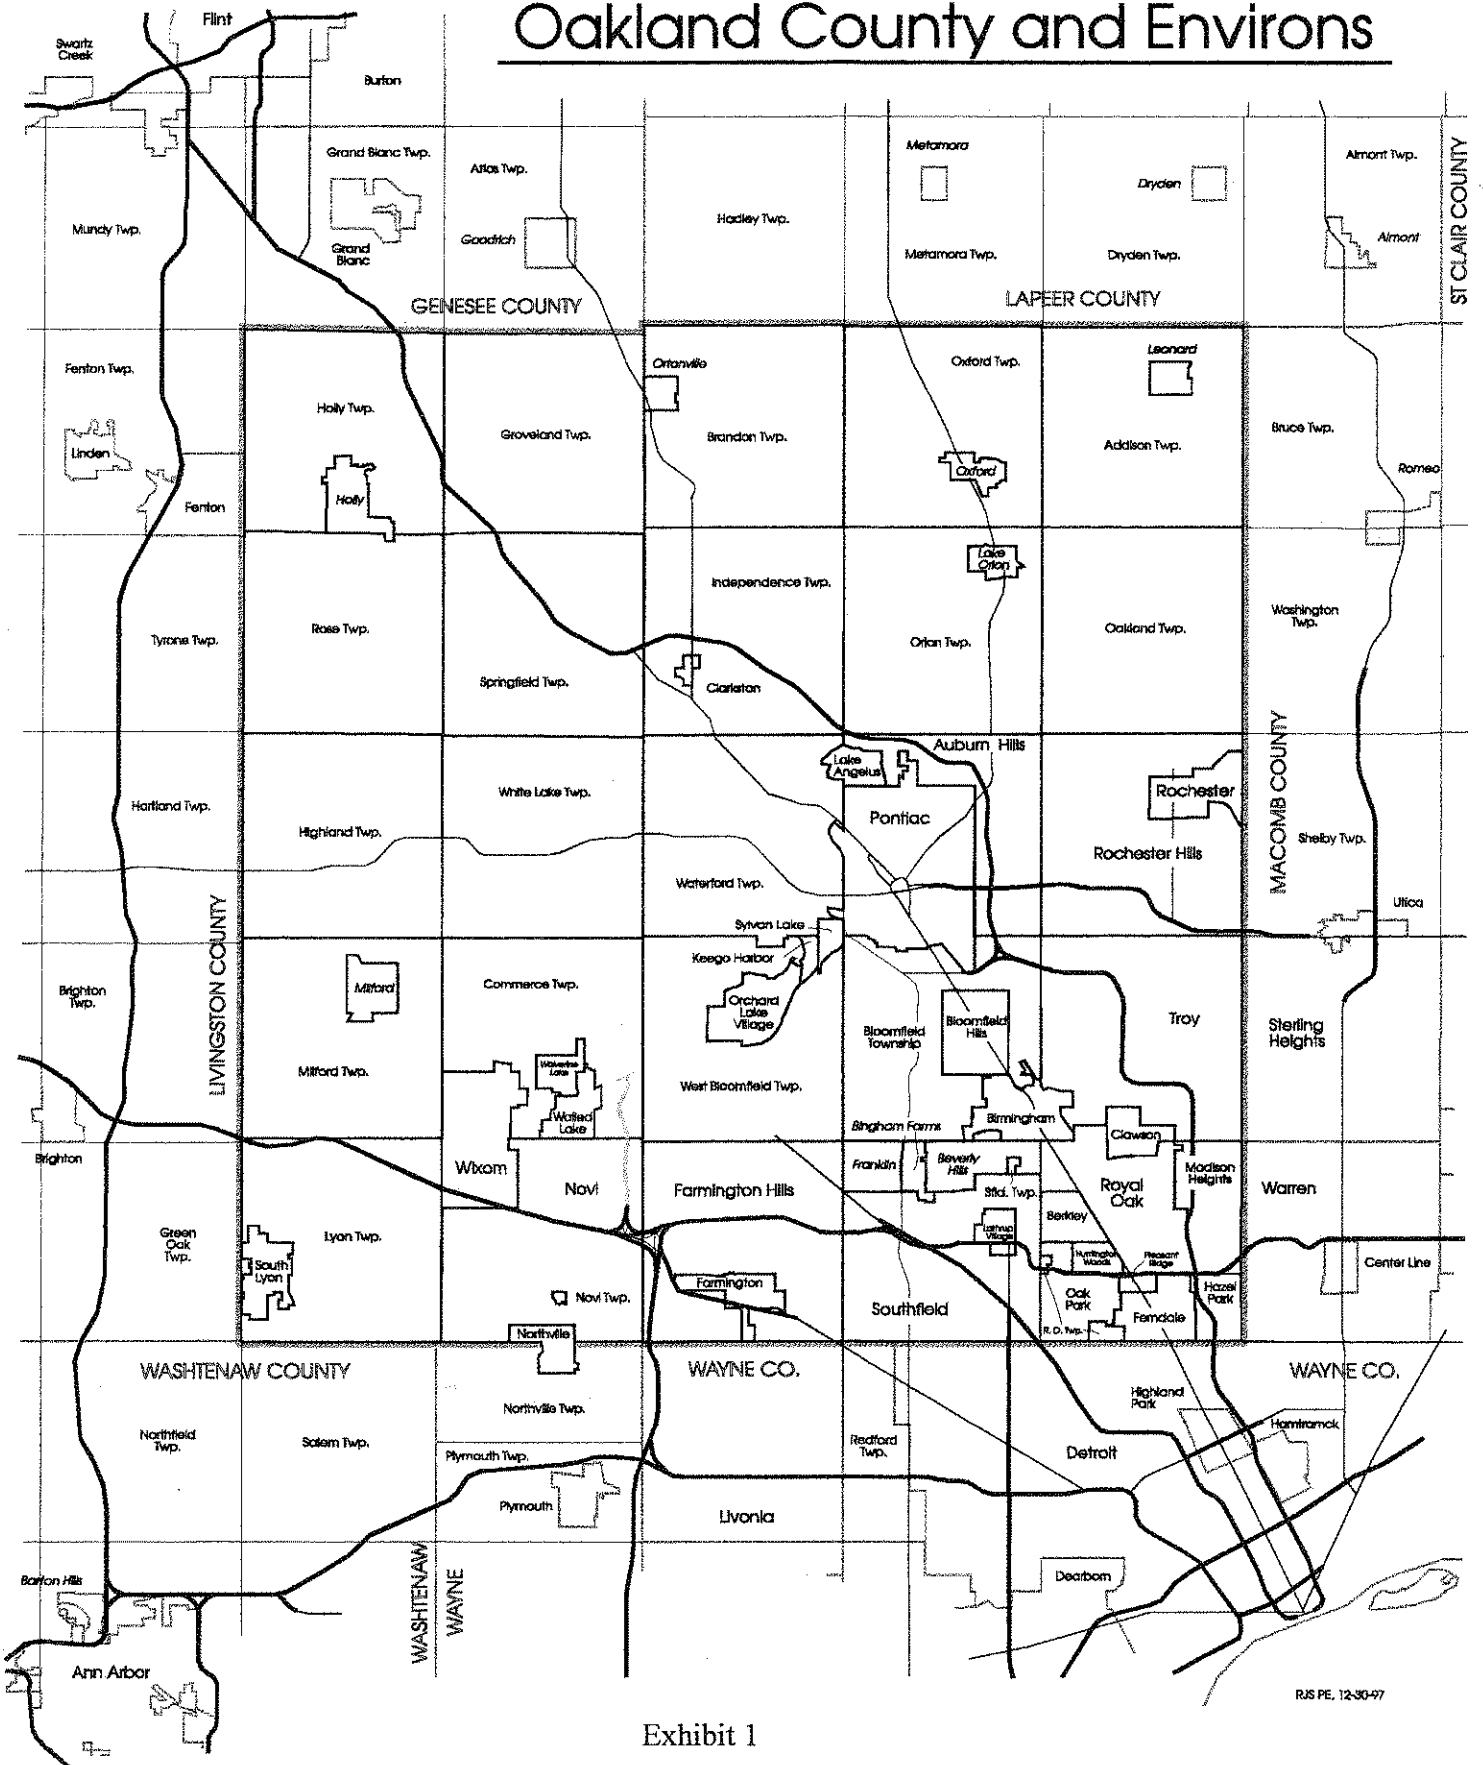 Oakland County and Environs
Flint
Swartz
Creek
Burton
Grand Blanc Twp.
Atlas Twp.
Metamora
Dryden
Almont Twp.
ST CLAIR COUNTY
Mundy Twp.
Goodrich
Hadley Twp.
Almont
Grand
Blanc
Metamora Twp.
Dryden Twp.
GENESEE COUNTY
LAPEER COUNTY
Fenton Twp.
Ortonville
Oxford Twp.
Leonard
Holly Twp.
Groveland Twp.
Brandon Twp.
Addison Twp.
Bruce Twp.
Linden
Holly
Oxford
Romeo
Fenton
Lake
Orion
Independence Twp.
Washington
Twp.
Tyrone Twp.
Rose Twp.
Orion Twp.
Oakland Twp.
Springfield Twp.
Clarkston
MACOMB COUNTY
Auburn Hills
Lake
Angelus
Hartland Twp.
White Lake Twp.
Rochester
Highland Twp.
Pontiac
Shelby Twp.
Rochester Hills
Waterford Twp.
LIVINGSTON COUNTY
Utica
Sylvan Lake
Keego Harbor
Brighton
Twp.
Milford
Commerce Twp.
Orchard
Lake
Village
Bloomfield
Township
Bloomfield
Hills
Troy
Sterling
Heights
Milford Twp.
Wolverine
Lake
West Bloomfield Twp.
Walled
Lake
Bingham Farms
Birmingham
Clawson
Brighton
Wixom
Franklin
Beverly
Hills
Madison
Heights
Novi
Farmington Hills
Sfld. Twp.
Royal
Oak
Warren
Berkley
Green
Oak
Twp.
Lyon Twp.
Lathrup
Village
Huntington
Woods
Pleasant
Ridge
South
Lyon
Center Line
Farmington
Novi Twp.
Southfield
Oak
Park
Hazel
Park
Ferndale
R. O. Twp.
Northville
WASHTENAW COUNTY
WAYNE CO.
WAYNE CO.
Highland
Park
Northville Twp.
Hamtramck
Northfield
Twp.
Salem Twp.
Plymouth Twp.
Redford
Twp.
Detroit
Plymouth
Livonia
WASHTENAW
WAYNE
Barton Hills
Dearborn
Ann Arbor
RJS PE, 12-30-97
Exhibit 1